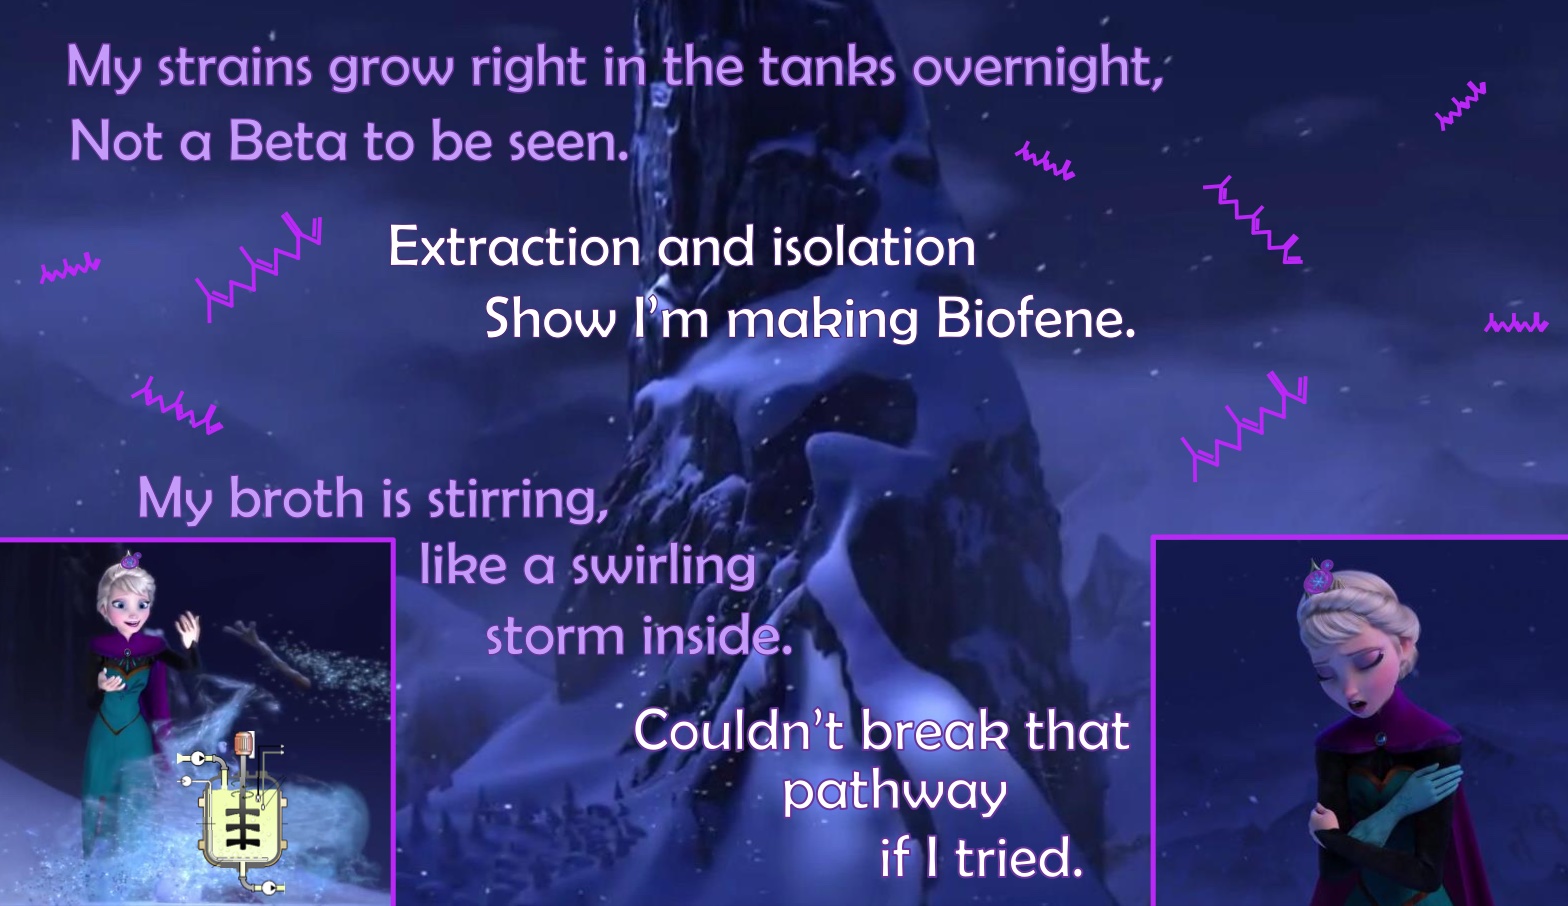 My strains grow right in the tanks overnight,
Not a Beta to be seen.
Extraction and isolation
Show I'm making Biofene.
My broth is stirring,
like a swirling
storm inside.
Couldn't break that
pathway
if I tried.